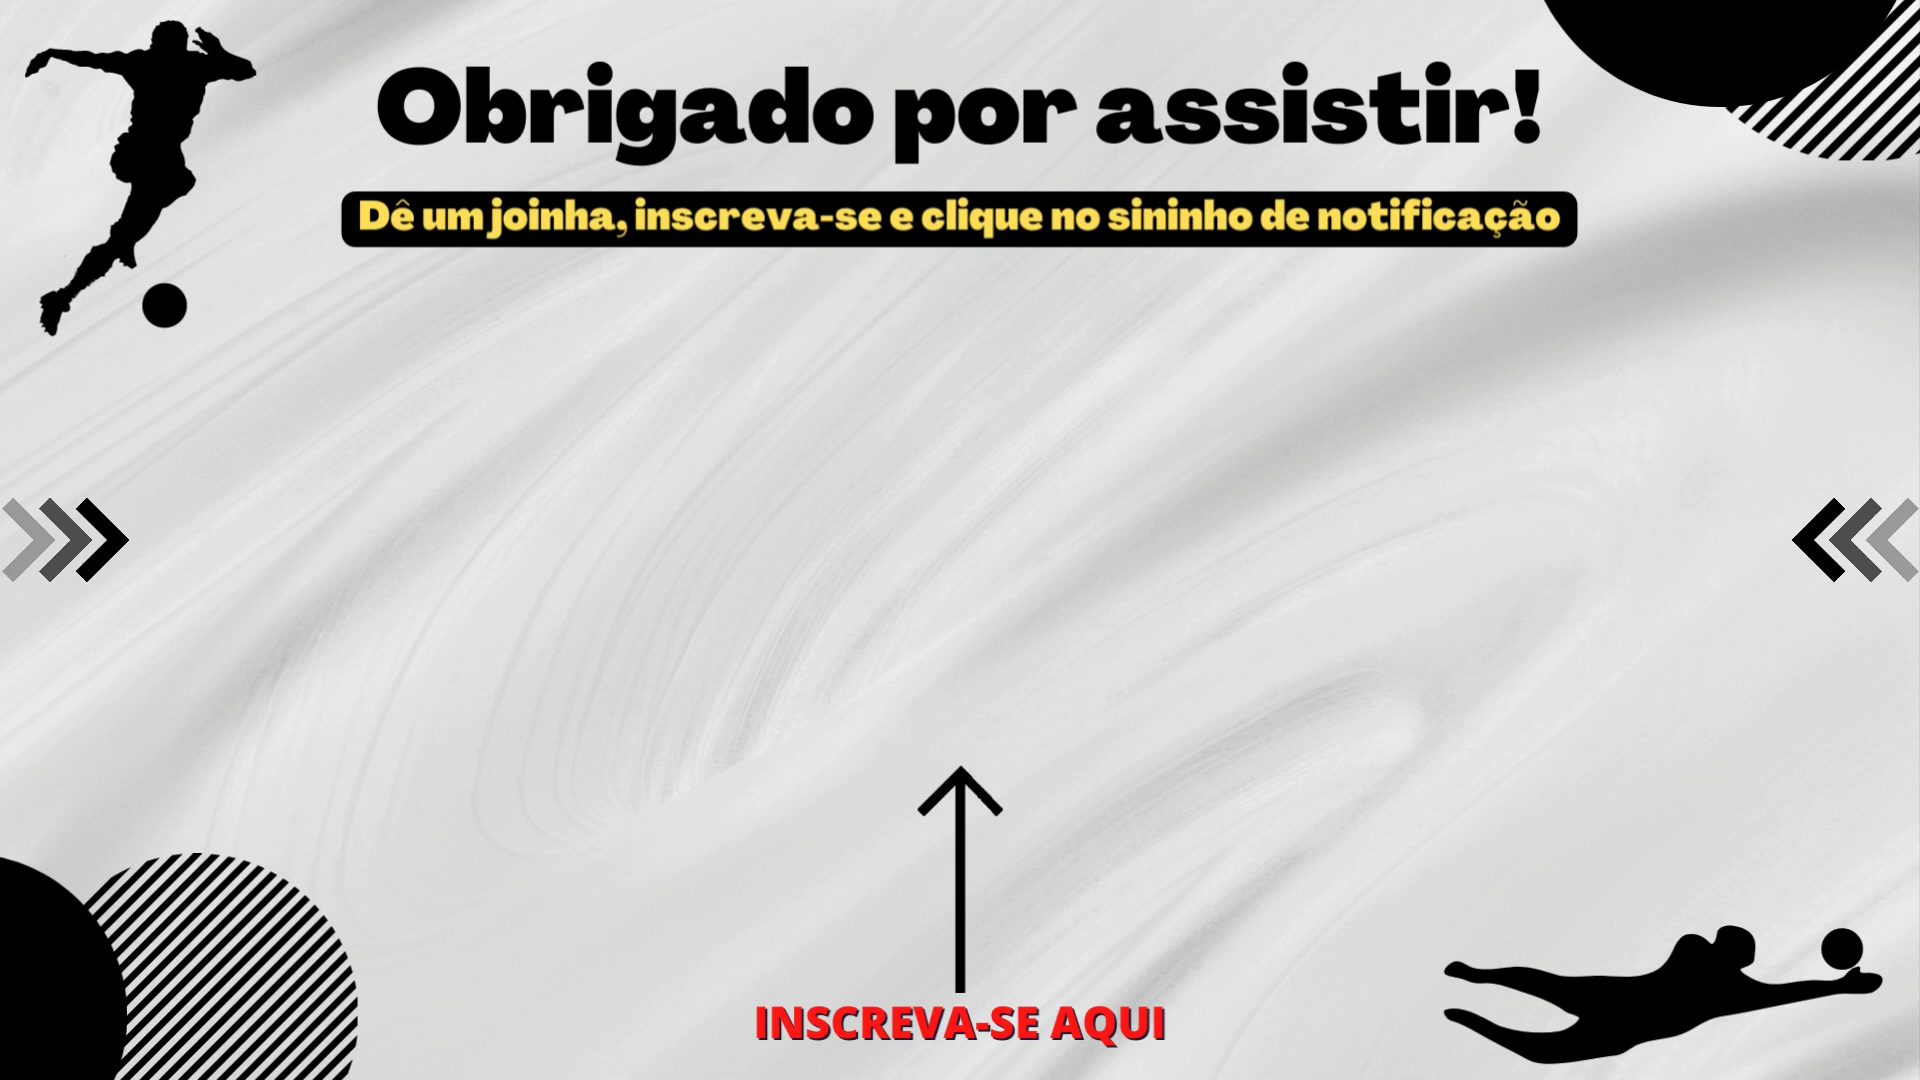 Obrigado por assistir!
Dê um joinha, inscreva-se e clique no sininho de notificação
INSCREVA-SE AQUI